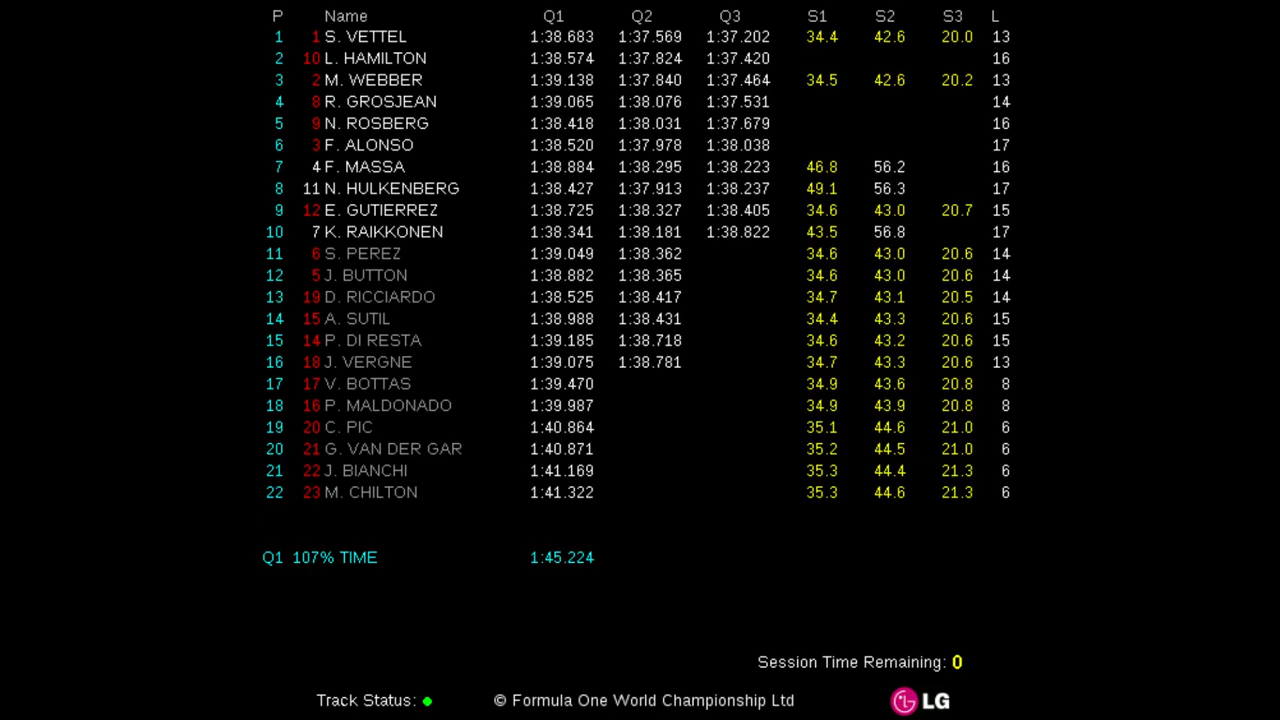 P Name Q1 Q2 Q3 S1 S2 S3 L
1 1 S. VETTEL 1:38.683 1:37.569 1:37.202 34.4 42.6 20.0 13
2 10 L. HAMILTON 1:38.574 1:37.824 1:37.420 16
3 2 M. WEBBER 1:39.138 1:37.840 1:37.464 34.5 42.6 20.2 13
4 8 R. GROSJEAN 1:39.065 1:38.076 1:37.531 14
5 9 N. ROSBERG 1:38.418 1:38.031 1:37.679 16
6 3 F. ALONSO 1:38.520 1:37.978 1:38.038 17
7 4 F. MASSA 1:38.884 1:38.295 1:38.223 46.8 56.2 16
8 11 N. HULKENBERG 1:38.427 1:37.913 1:38.237 49.1 56.3 17
9 12 E. GUTIERREZ 1:38.725 1:38.327 1:38.405 34.6 43.0 20.7 15
10 7 K. RAIKKONEN 1:38.341 1:38.181 1:38.822 43.5 56.8 17
11 6 S. PEREZ 1:39.049 1:38.362 34.6 43.0 20.6 14
12 5 J. BUTTON 1:38.882 1:38.365 34.6 43.0 20.6 14
13 19 D. RICCIARDO 1:38.525 1:38.417 34.7 43.1 20.5 14
14 15 A. SUTIL 1:38.988 1:38.431 34.4 43.3 20.6 15
15 14 P. DI RESTA 1:39.185 1:38.718 34.6 43.2 20.6 15
16 18 J. VERGNE 1:39.075 1:38.781 34.7 43.3 20.6 13
17 17 V. BOTTAS 1:39.470 34.9 43.6 20.8 8
18 16 P. MALDONADO 1:39.987 34.9 43.9 20.8 8
19 20 C. PIC 1:40.864 35.1 44.6 21.0 6
20 21 G. VAN DER GAR 1:40.871 35.2 44.5 21.0 6
21 22 J. BIANCHI 1:41.169 35.3 44.4 21.3 6
22 23 M. CHILTON 1:41.322 35.3 44.6 21.3 6
Q1 107% TIME 1:45.224
Session Time Remaining: 0
Track Status: © Formula One World Championship Ltd LG